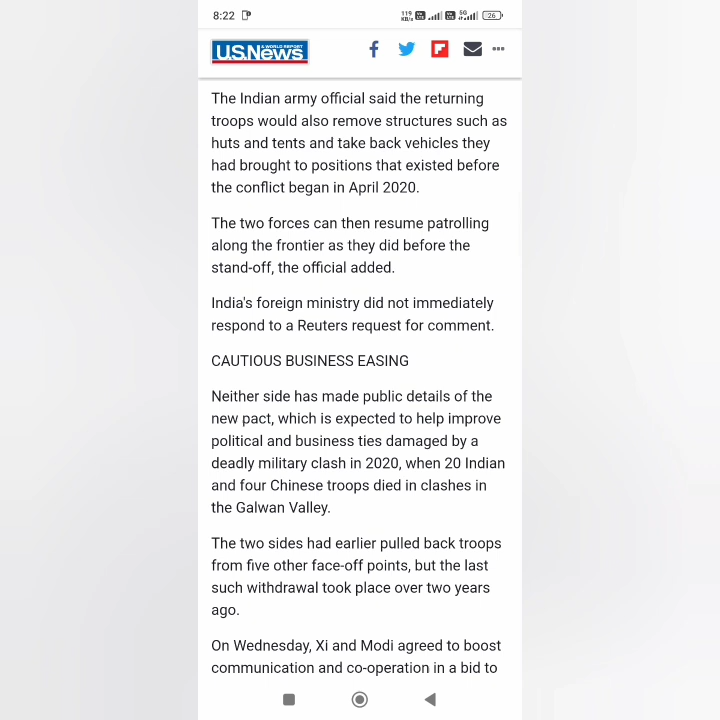 8:22
119
KB/s
5G
26
U.S.News
& WORLD REPORT
The Indian army official said the returning
troops would also remove structures such as
huts and tents and take back vehicles they
had brought to positions that existed before
the conflict began in April 2020.
The two forces can then resume patrolling
along the frontier as they did before the
stand-off, the official added.
India's foreign ministry did not immediately
respond to a Reuters request for comment.
CAUTIOUS BUSINESS EASING
Neither side has made public details of the
new pact, which is expected to help improve
political and business ties damaged by a
deadly military clash in 2020, when 20 Indian
and four Chinese troops died in clashes in
the Galwan Valley.
The two sides had earlier pulled back troops
from five other face-off points, but the last
such withdrawal took place over two years
ago.
On Wednesday, Xi and Modi agreed to boost
communication and co-operation in a bid to